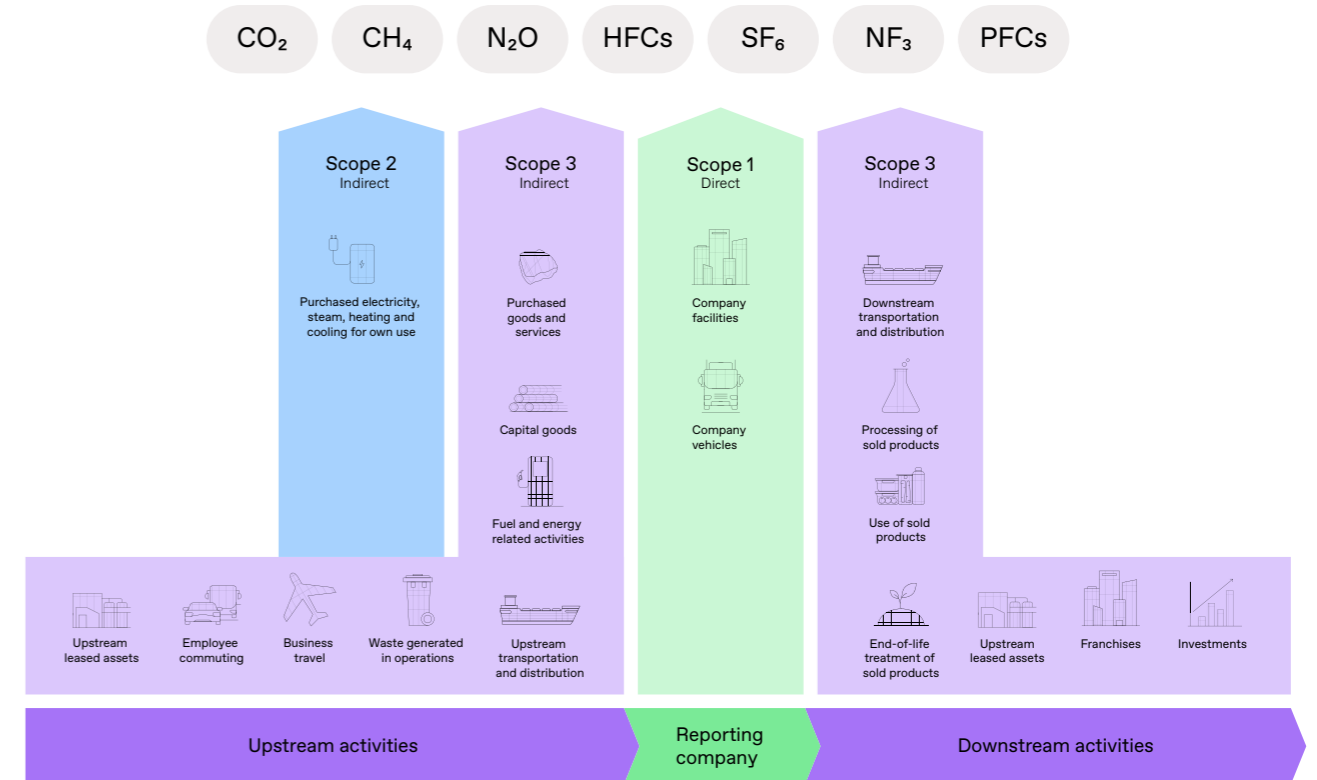 CO₂
CH₄
N₂O
HFCs
SF₆
NF₃
PFCs
Scope 2
Indirect
Purchased electricity,
steam, heating and
cooling for own use
Scope 3
Indirect
Purchased
goods and
services
Capital goods
Fuel and energy
related activities
Scope 1
Direct
Company
facilities
Company
vehicles
Scope 3
Indirect
Downstream
transportation
and distribution
Processing of
sold products
Use of sold
products
Upstream
leased assets
Employee
commuting
Business
travel
Waste generated
in operations
Upstream
transportation
and distribution
End-of-life
treatment of
sold products
Upstream
leased assets
Franchises
Investments
Upstream activities
Reporting
company
Downstream activities